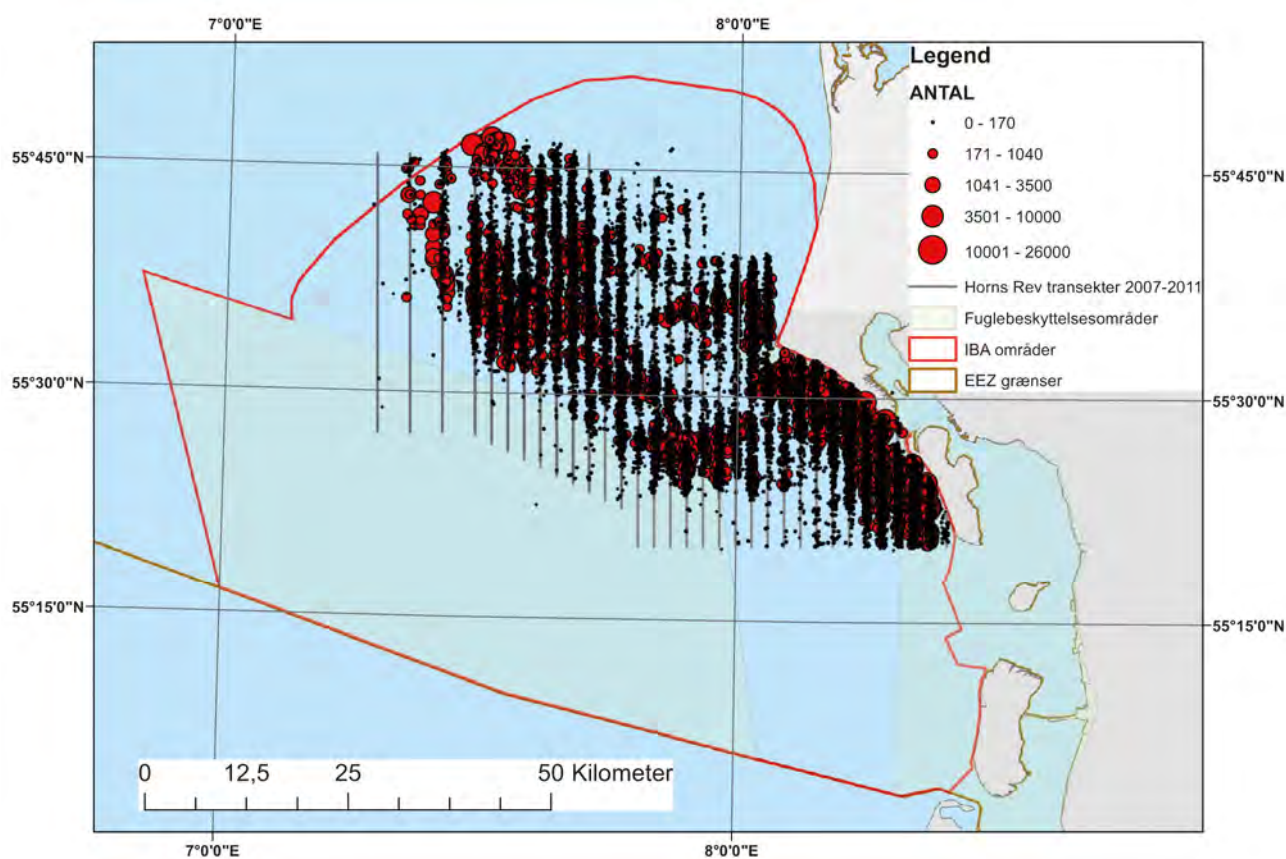 7°0'0"E
8°0'0"E
Legend
ANTAL
0 - 170
171 - 1040
1041 - 3500
3501 - 10000
10001 - 26000
Horns Rev transekter 2007-2011
Fuglebeskyttelsesområder
IBA områder
EEZ grænser
55°45'0"N
55°45'0"N
55°30'0"N
55°30'0"N
55°15'0"N
55°15'0"N
0 12,5 25 50 Kilometer
7°0'0"E
8°0'0"E